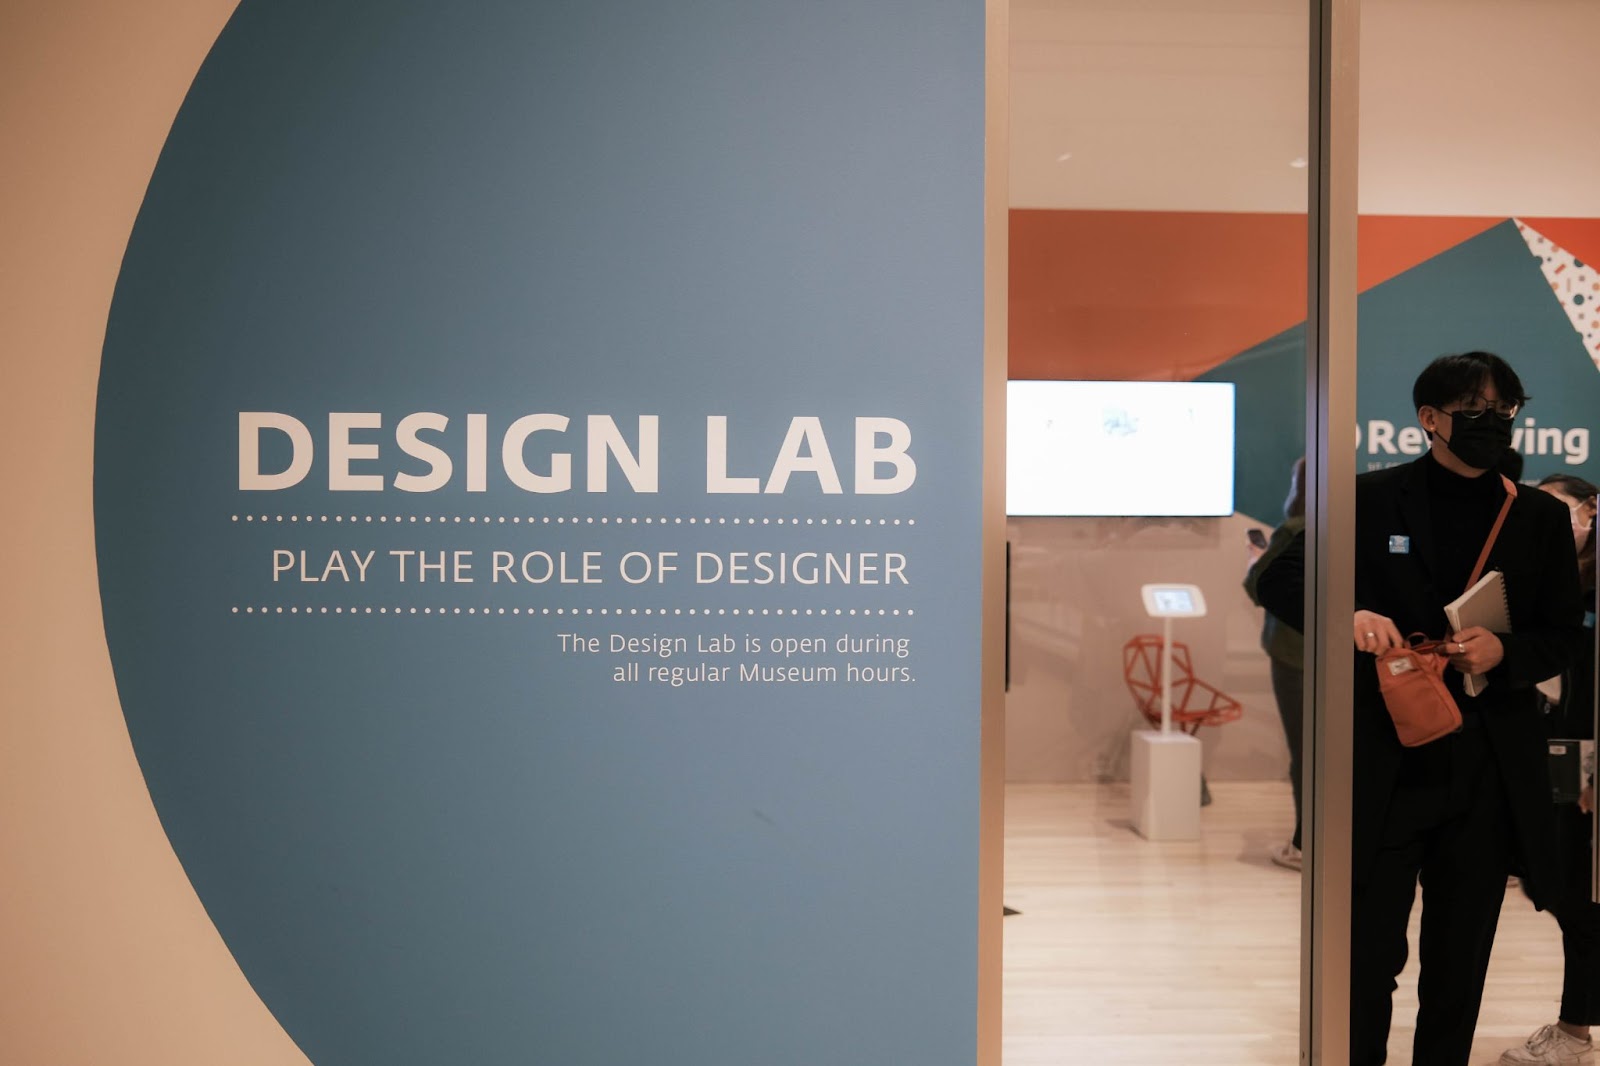 DESIGN LAB
PLAY THE ROLE OF DESIGNER
The Design Lab is open during
all regular Museum hours.